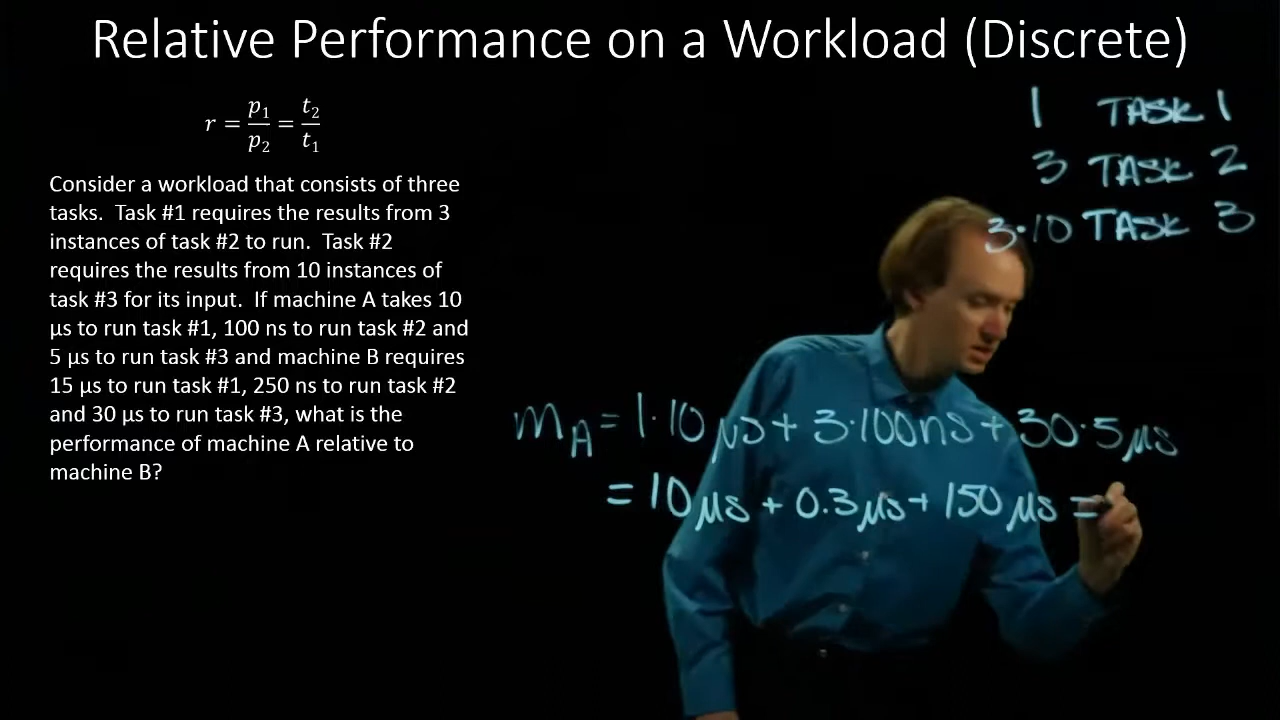 Relative Performance on a Workload (Discrete)
r = p₁/p₂ = t₂/t₁
Consider a workload that consists of three
tasks. Task #1 requires the results from 3
instances of task #2 to run. Task #2
requires the results from 10 instances of
task #3 for its input. If machine A takes 10
µs to run task #1, 100 ns to run task #2 and
5 µs to run task #3 and machine B requires
15 µs to run task #1, 250 ns to run task #2
and 30 µs to run task #3, what is the
performance of machine A relative to
machine B?
1 TASK 1
3 TASK 2
3·10 TASK 3
m_A = 1·10 µs + 3·100ns + 30·5µs
= 10µs + 0.3µs + 150µs =